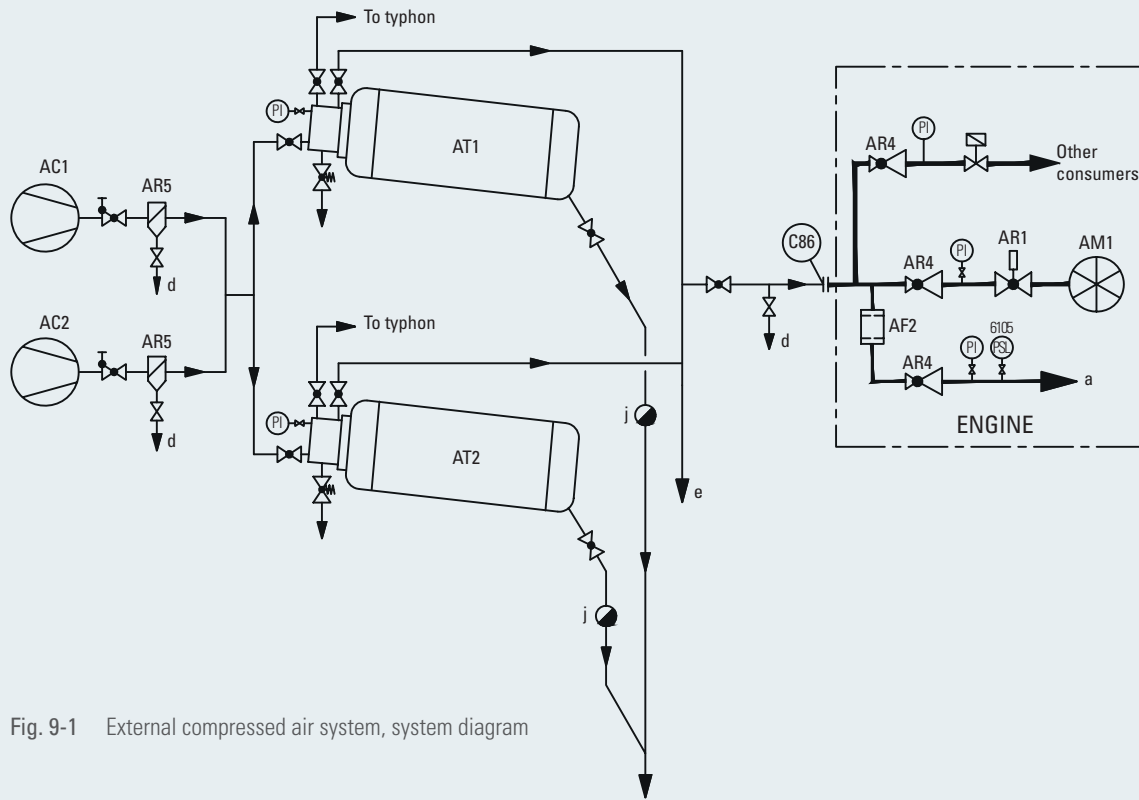 To typhon
PI
AT1
AC1
AR5
d
AC2
AR5
d
To typhon
PI
AT2
j
j
e
d
C86
AR4
PI
Other
consumers
AR4
PI
AR1
AM1
AF2
AR4
PI
6105
PSL
a
ENGINE
Fig. 9-1 External compressed air system, system diagram